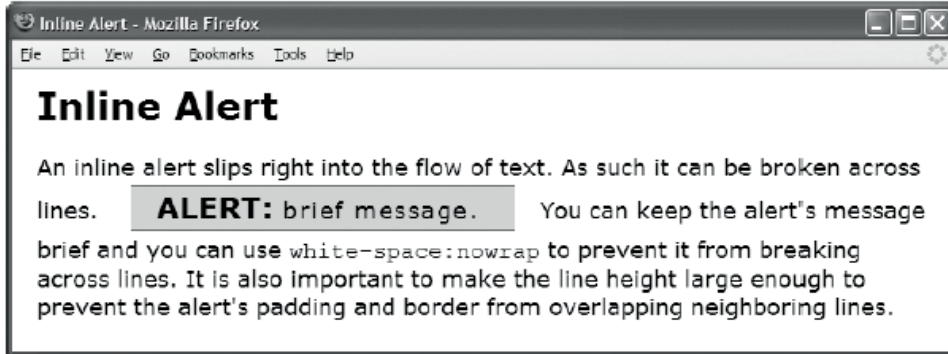 Inline Alert - Mozilla Firefox
File Edit View Go Bookmarks Tools Help
Inline Alert
An inline alert slips right into the flow of text. As such it can be broken across
lines. ALERT: brief message. You can keep the alert's message
brief and you can use white-space:nowrap to prevent it from breaking
across lines. It is also important to make the line height large enough to
prevent the alert's padding and border from overlapping neighboring lines.